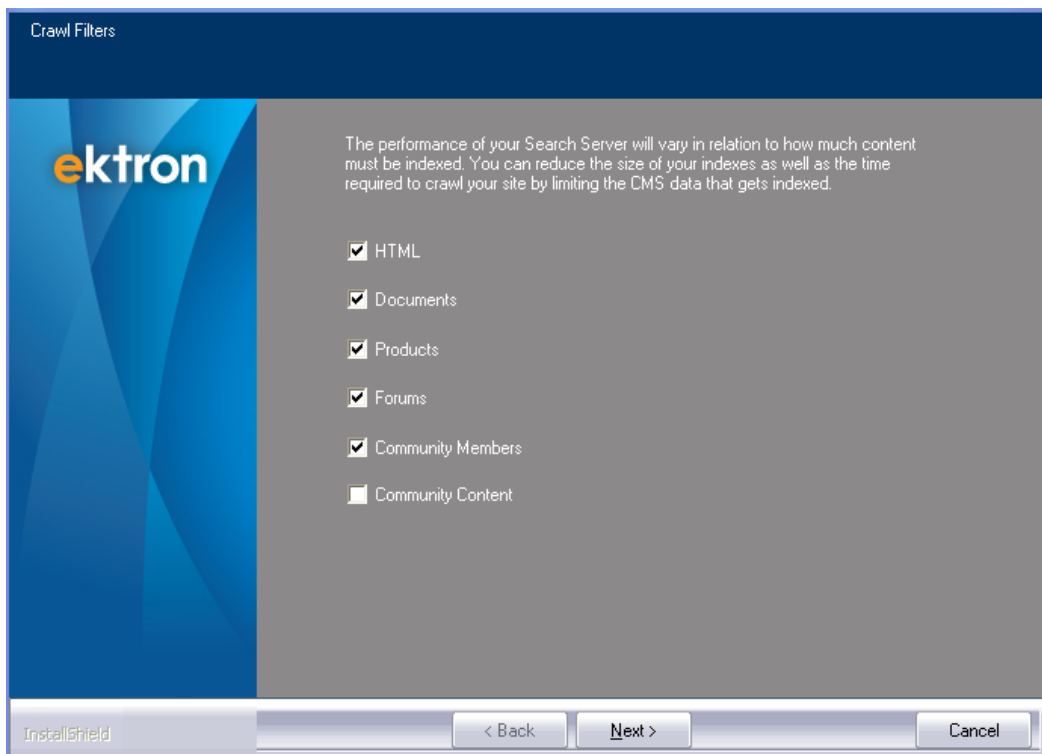 Crawl Filters
ektron
The performance of your Search Server will vary in relation to how much content
must be indexed. You can reduce the size of your indexes as well as the time
required to crawl your site by limiting the CMS data that gets indexed.
HTML
Documents
Products
Forums
Community Members
Community Content
InstallShield
< Back
Next >
Cancel